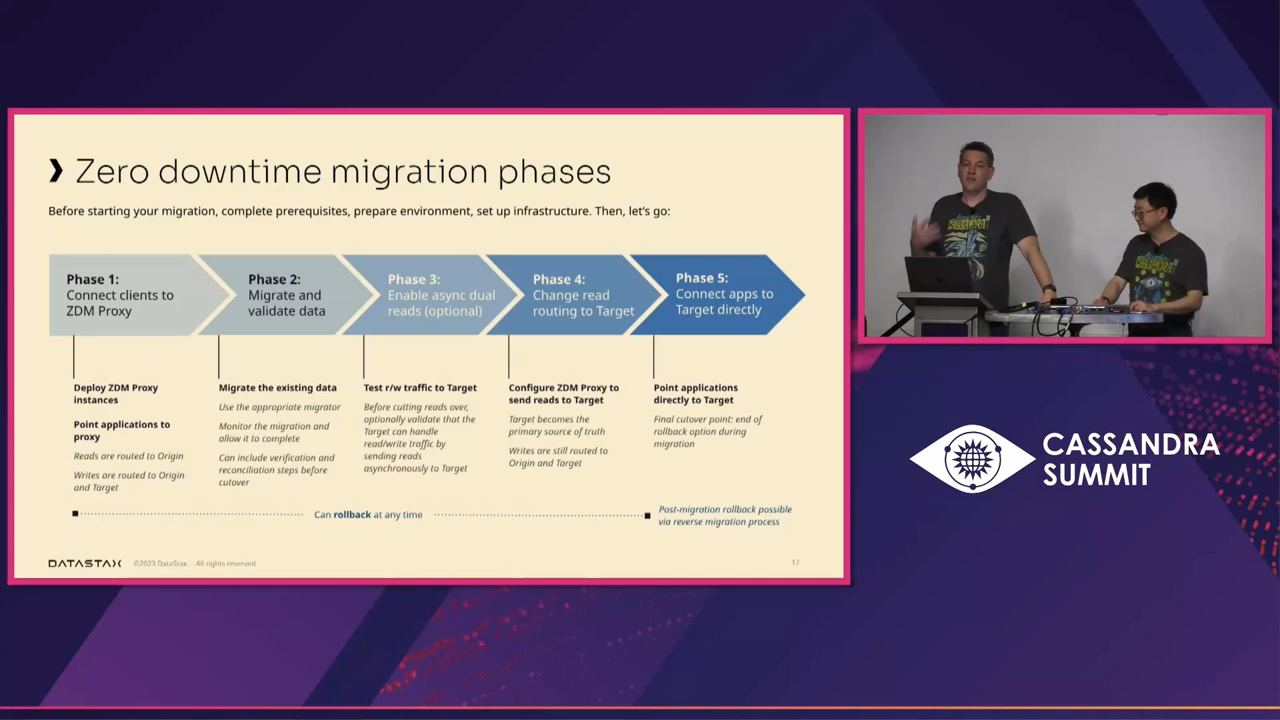 ❯ Zero downtime migration phases
Before starting your migration, complete prerequisites, prepare environment, set up infrastructure. Then, let's go:
Phase 1:
Connect clients to
ZDM Proxy
Phase 2:
Migrate and
validate data
Phase 3:
Enable async dual
reads (optional)
Phase 4:
Change read
routing to Target
Phase 5:
Connect apps to
Target directly
Deploy ZDM Proxy
instances
Point applications to
proxy
Reads are routed to Origin
Writes are routed to Origin
and Target
Migrate the existing data
Use the appropriate migrator
Monitor the migration and
allow it to complete
Can include verification and
reconciliation steps before
cutover
Test r/w traffic to Target
Before cutting reads over,
optionally validate that the
Target can handle
read/write traffic by
sending reads
asynchronously to Target
Configure ZDM Proxy to
send reads to Target
Target becomes the
primary source of truth
Writes are still routed to
Origin and Target
Point applications
directly to Target
Final cutover point: end of
rollback option during
migration
Can rollback at any time
Post-migration rollback possible
via reverse migration process
DATASTAX
©2023 DataStax. - All rights reserved
17
CASSANDRA
SUMMIT